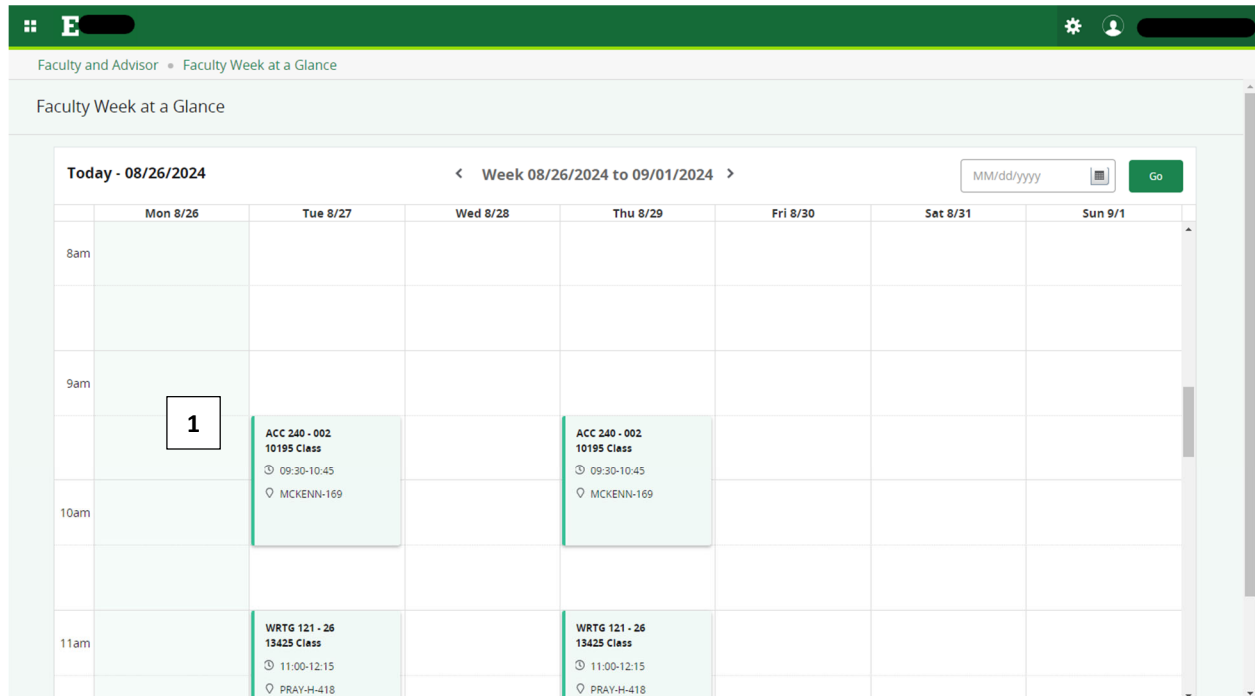 E
Faculty and Advisor • Faculty Week at a Glance
Faculty Week at a Glance
Today - 08/26/2024
< Week 08/26/2024 to 09/01/2024 >
MM/dd/yyyy
Go
Mon 8/26 Tue 8/27 Wed 8/28 Thu 8/29 Fri 8/30 Sat 8/31 Sun 9/1
8am
9am
1
ACC 240 - 002
10195 Class
09:30-10:45
MCKENN-169
ACC 240 - 002
10195 Class
09:30-10:45
MCKENN-169
10am
11am
WRTG 121 - 26
13425 Class
11:00-12:15
PRAY-H-418
WRTG 121 - 26
13425 Class
11:00-12:15
PRAY-H-418